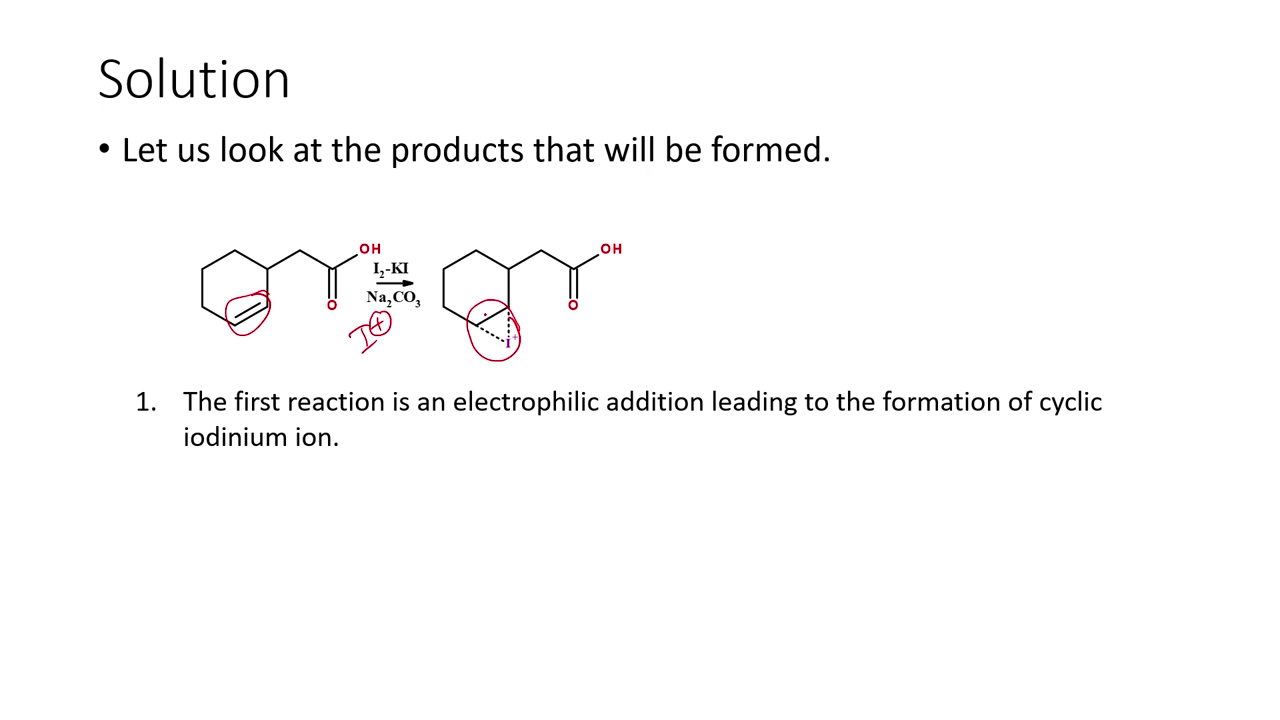 Solution
• Let us look at the products that will be formed.
OH
I₂-KI
Na₂CO₃
O
I⊕
OH
O
I⁺
1. The first reaction is an electrophilic addition leading to the formation of cyclic
iodinium ion.